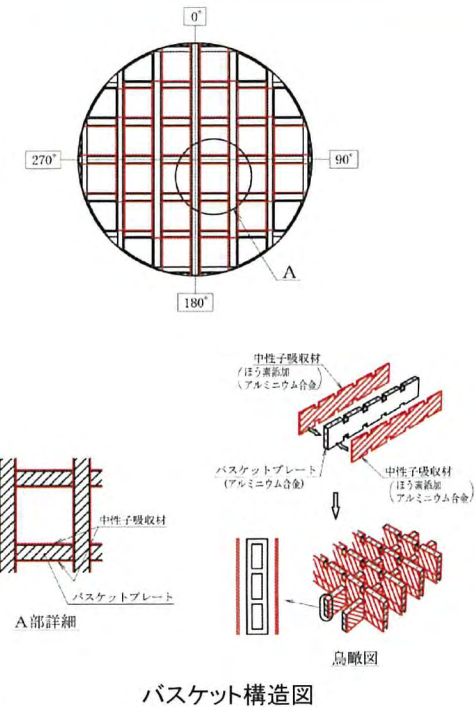 0°
270°
90°
A
180°
中性子吸収材
(ほう素添加
アルミニウム合金)
バスケットプレート
(アルミニウム合金)
中性子吸収材
(ほう素添加
アルミニウム合金)
中性子吸収材
バスケットプレート
A部詳細
鳥瞰図
バスケット構造図